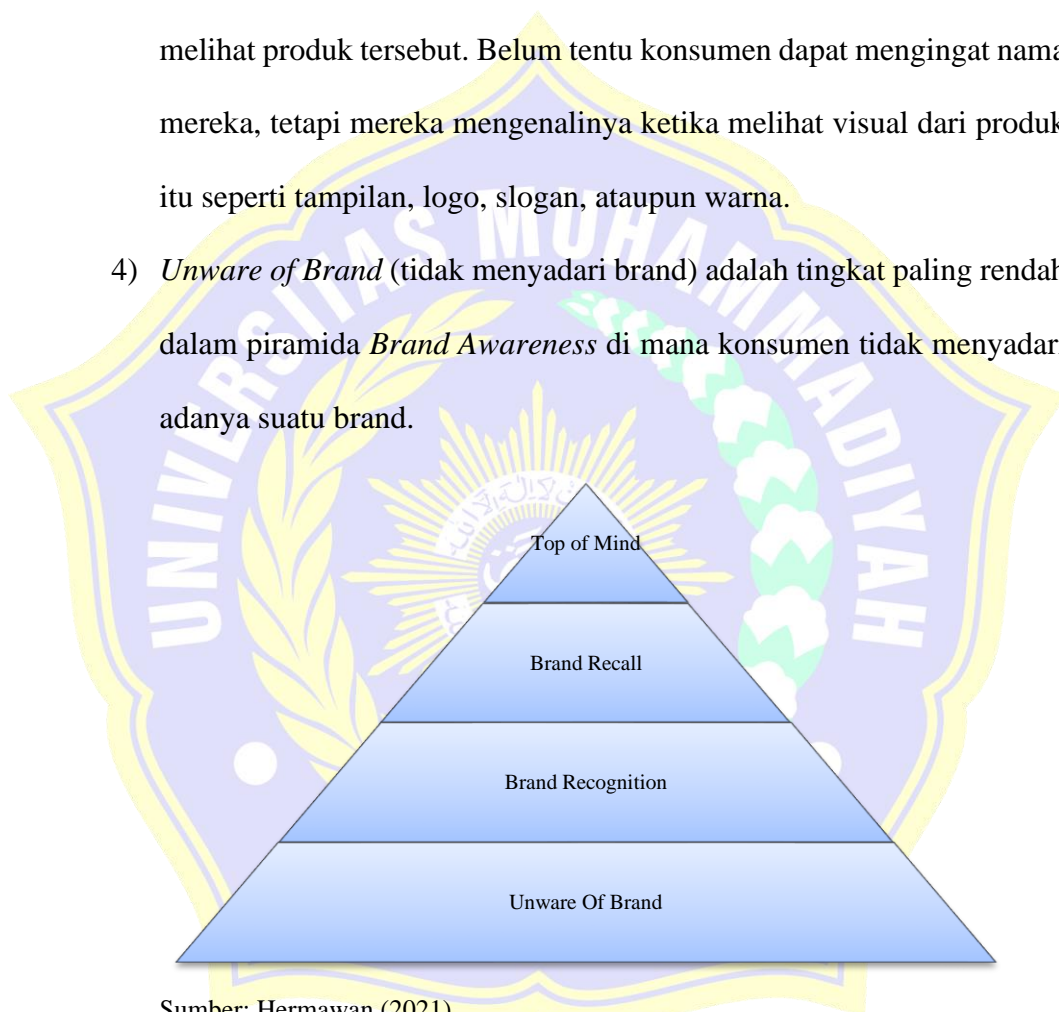 melihat produk tersebut. Belum tentu konsumen dapat mengingat nama
mereka, tetapi mereka mengenalinya ketika melihat visual dari produk
itu seperti tampilan, logo, slogan, ataupun warna.
4) Unware of Brand (tidak menyadari brand) adalah tingkat paling rendah
dalam piramida Brand Awareness di mana konsumen tidak menyadari
adanya suatu brand.
UNIVERSITAS MUHAMMADIYAH
Top of Mind
Brand Recall
Brand Recognition
Unware Of Brand
Sumber: Hermawan (2021)